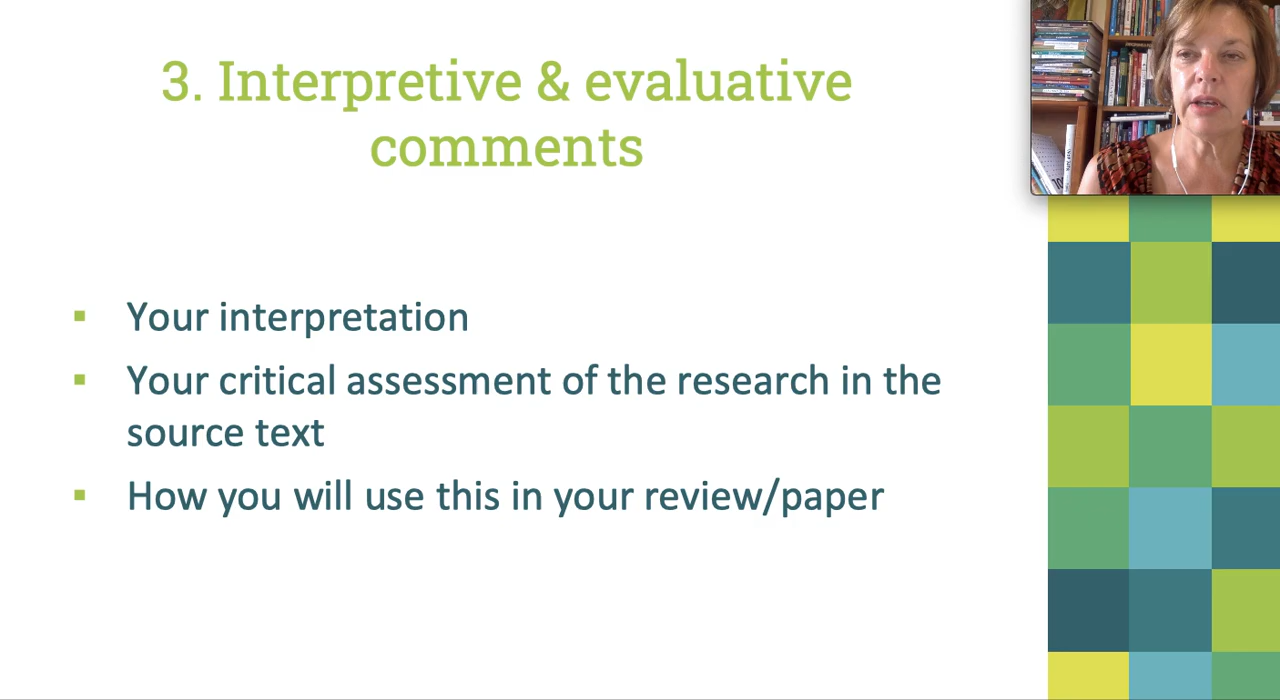 3. Interpretive & evaluative
comments
▪ Your interpretation
▪ Your critical assessment of the research in the
source text
▪ How you will use this in your review/paper